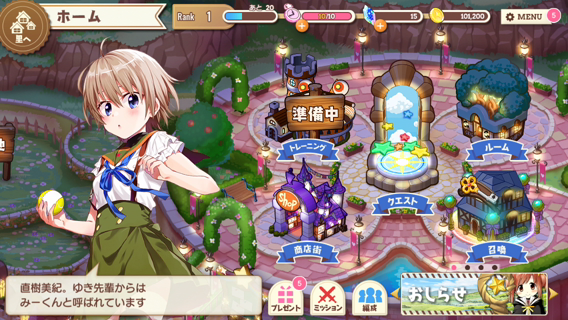 里へ
ホーム
Rank 1
あと 20
10/10
15
101,200
MENU
5
準備中
トレーニング
ルーム
クエスト
SHOP
商店街
召喚
直樹美紀。ゆき先輩からは
みーくんと呼ばれています
5
プレゼント
ミッション
編成
おしらせ